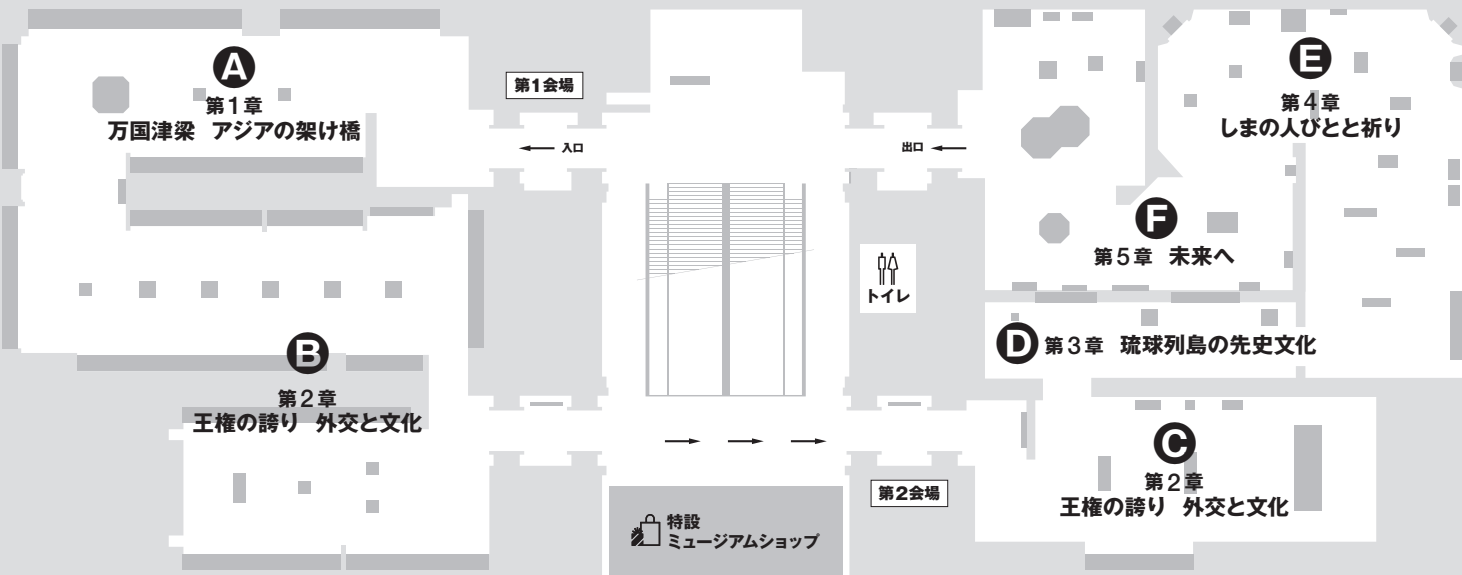 A
第1章
万国津梁 アジアの架け橋
第1会場
入口
出口
E
第4章
しまの人びとと祈り
F
第5章 未来へ
トイレ
D 第3章 琉球列島の先史文化
B
第2章
王権の誇り 外交と文化
C
第2章
王権の誇り 外交と文化
第2会場
特設
ミュージアムショップ